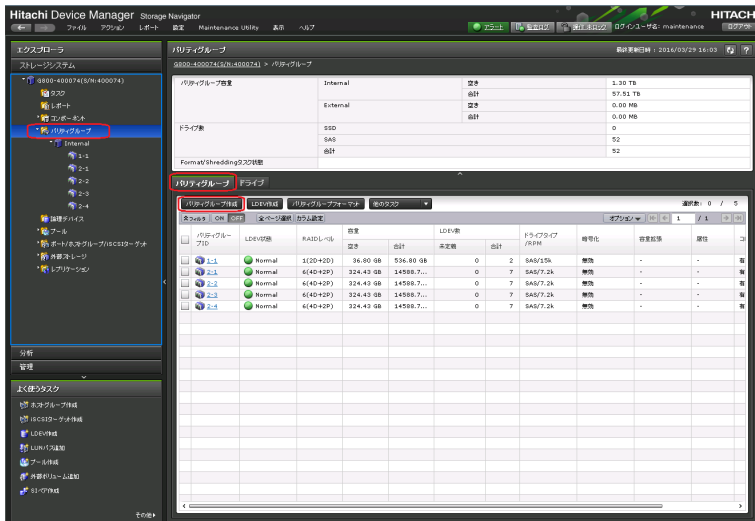 Hitachi Device Manager Storage Navigator
HITACHI
ファイル アクション レポート 設定 Maintenance Utility 表示 ヘルプ
アラート 監査ログ ログインユーザ名: maintenance ログアウト
エクスプローラ
ストレージシステム
G800-400074(S/N:400074)
タスク
レポート
コンポーネント
パリティグループ
Internal
1-1
2-1
2-2
2-3
2-4
論理デバイス
プール
ポート/ホストグループ/iSCSIターゲット
外部ストレージ
レプリケーション
分析
管理
よく使うタスク
ホストグループ作成
iSCSIターゲット作成
LDEV作成
LUNパス追加
プール作成
外部ボリューム追加
SIペア作成
その他
パリティグループ
最終更新日時 : 2016/03/29 16:03
G800-400074(S/N:400074) > パリティグループ
パリティグループ容量 Internal 空き 1.30 TB
合計 57.51 TB
External 空き 0.00 MB
合計 0.00 MB
ドライブ数 SSD 0
SAS 52
合計 52
Format/Shreddingタスク状態
パリティグループ ドライブ
パリティグループ作成 LDEV作成 パリティグループフォーマット 他のタスク 選択数: 0 / 5
フィルタ ON OFF 全ページ選択 カラム設定 オプション 1 / 1
パリティグループID LDEV状態 RAIDレベル 容量 空き 合計 LDEV数 未定義 合計 ドライブタイプ/RPM 暗号化 容量拡張 属性
1-1 Normal 1(2D+2D) 36.80 GB 536.80 GB 0 2 SAS/15k 無効 - - 有
2-1 Normal 6(4D+2P) 324.43 GB 14588.7... 0 7 SAS/7.2k 無効 - - 有
2-2 Normal 6(4D+2P) 324.43 GB 14588.7... 0 7 SAS/7.2k 無効 - - 有
2-3 Normal 6(4D+2P) 324.43 GB 14588.7... 0 7 SAS/7.2k 無効 - - 有
2-4 Normal 6(4D+2P) 324.43 GB 14588.7... 0 7 SAS/7.2k 無効 - - 有